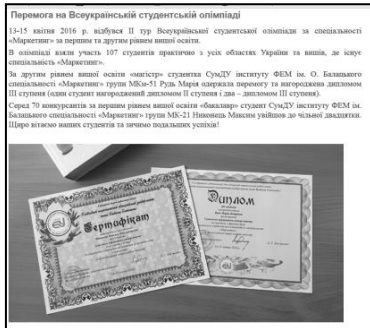 Перемога на Всеукраїнській студентській олімпіаді
13-15 квітня 2016 р. відбувся ІІ тур Всеукраїнської студентської олімпіади за спеціальності
«Маркетинг» за першим та другим рівнем вищої освіти.
В олімпіаді взяли участь 107 студентів практично з усіх областях України та вишів, де існує
спеціальність «Маркетинг».
За другим рівнем вищої освіти «магістр» студентка СумДУ інституту ФЕМ ім. О. Балацького
спеціальності «Маркетинг» групи МКм-51 Рудь Марія одержала перемогу та нагороджена дипломом
ІІІ ступеня (один студент нагороджений дипломом ІІ ступеня і два – дипломом ІІІ ступеня).
Серед 70 конкурсантів за першим рівнем вищої освіти «бакалавр» студент СумДУ інституту ФЕМ ім.
Балацького спеціальності «Маркетинг» групи МК-21 Никонець Максим увійшов до чільної двадцятки.
Щиро вітаємо наших студентів та зичимо подальших успіхів!
Сертифікат
Диплом